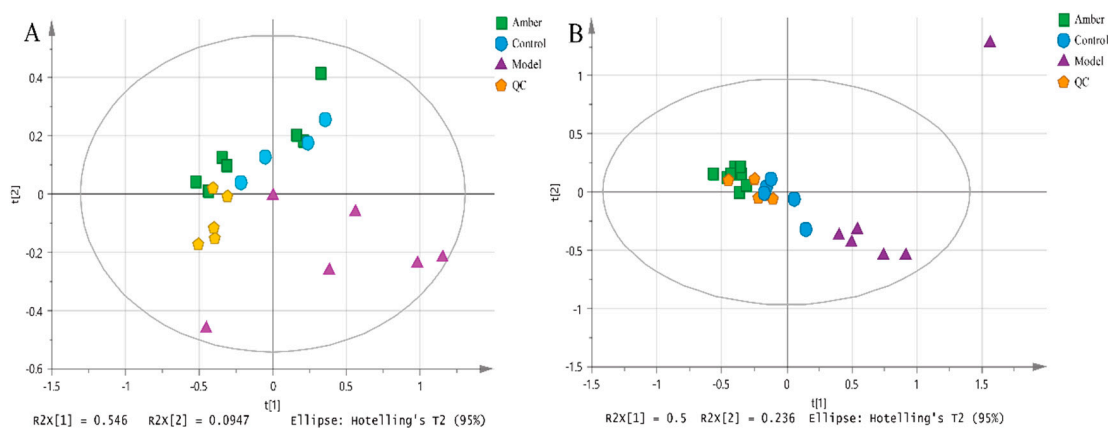 A
Amber
Control
Model
QC
t[2]
0.4
0.2
0
-0.2
-0.4
-0.6
-1.5
-1
-0.5
0
0.5
1
t[1]
R2X[1] = 0.546 R2X[2] = 0.0947 Ellipse: Hotelling's T2 (95%)
B
Amber
Control
Model
QC
t[2]
1
0.5
0
-0.5
-1
-1.5
-1.5
-1
-0.5
0
0.5
1
1.5
t[1]
R2X[1] = 0.5 R2X[2] = 0.236 Ellipse: Hotelling's T2 (95%)